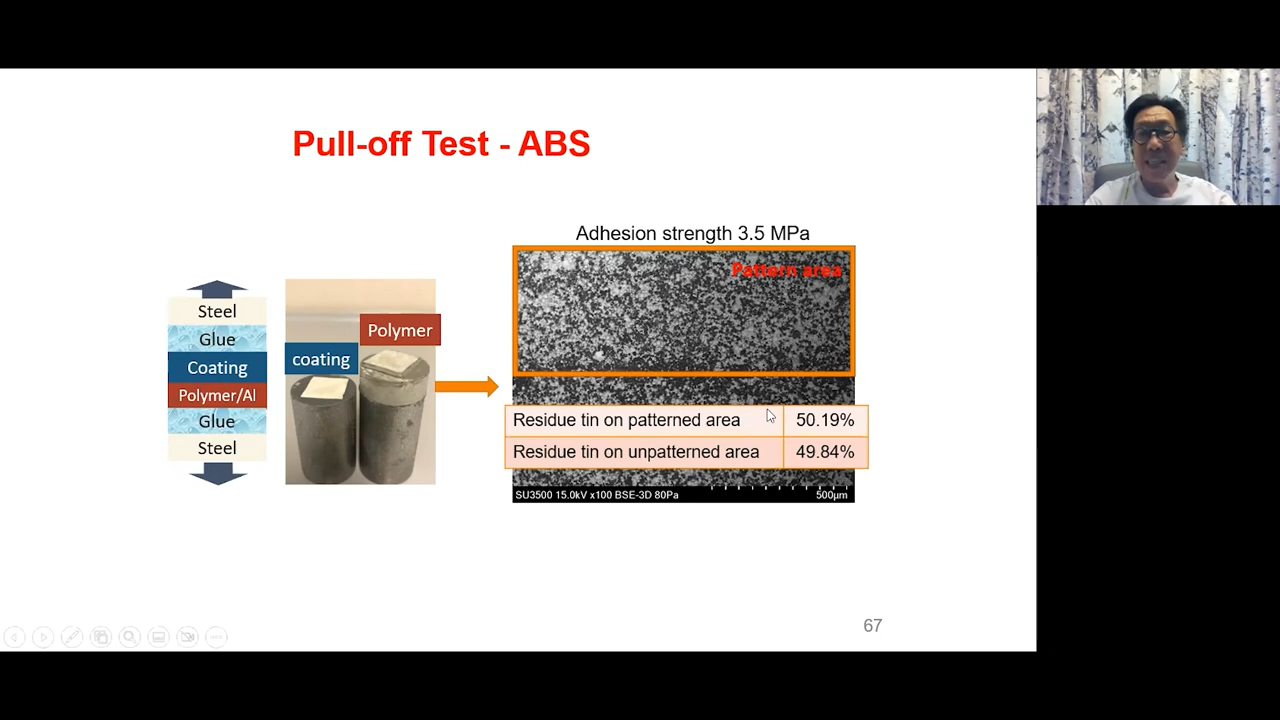 Pull-off Test - ABS
Adhesion strength 3.5 MPa
Pattern area
Steel
Glue
Coating
Polymer/Al
Glue
Steel
coating
Polymer
Residue tin on patterned area 50.19%
Residue tin on unpatterned area 49.84%
SU3500 15.0kV x100 BSE-3D 80Pa 500µm
67